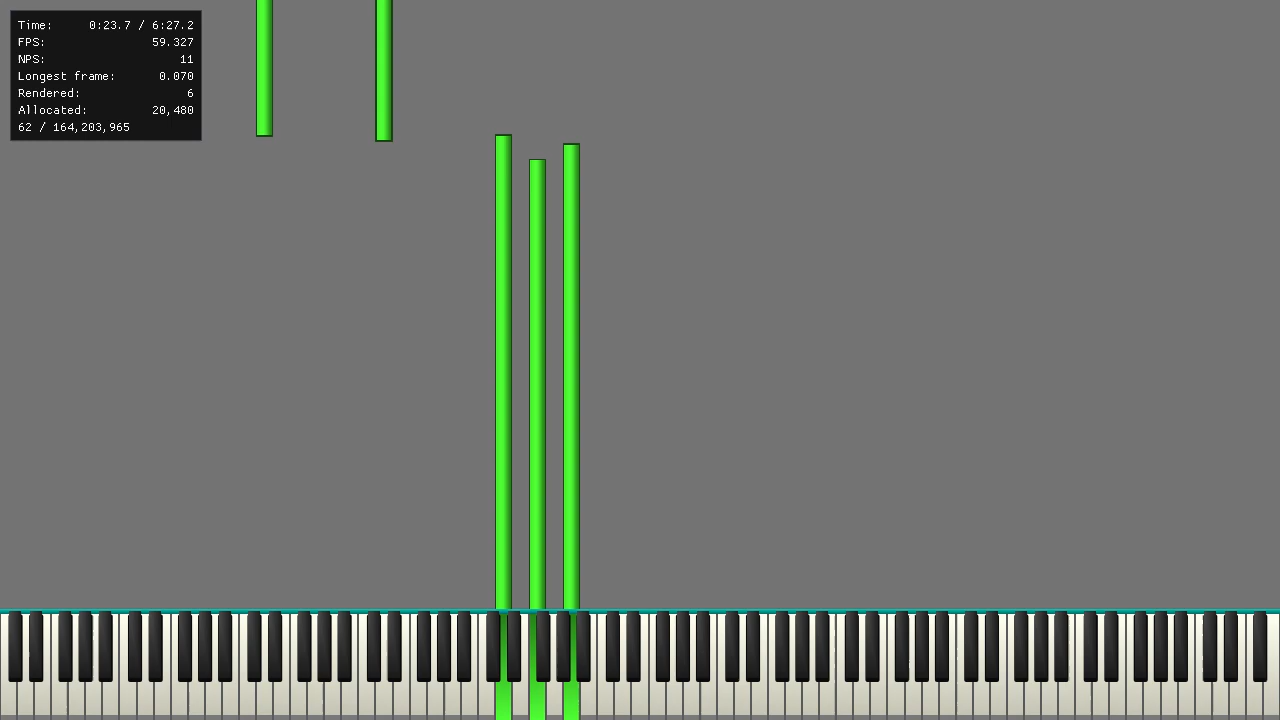 Time: 0:23.7 / 6:27.2
FPS: 59.327
NPS: 11
Longest frame: 0.070
Rendered: 6
Allocated: 20,480
62 / 164,203,965